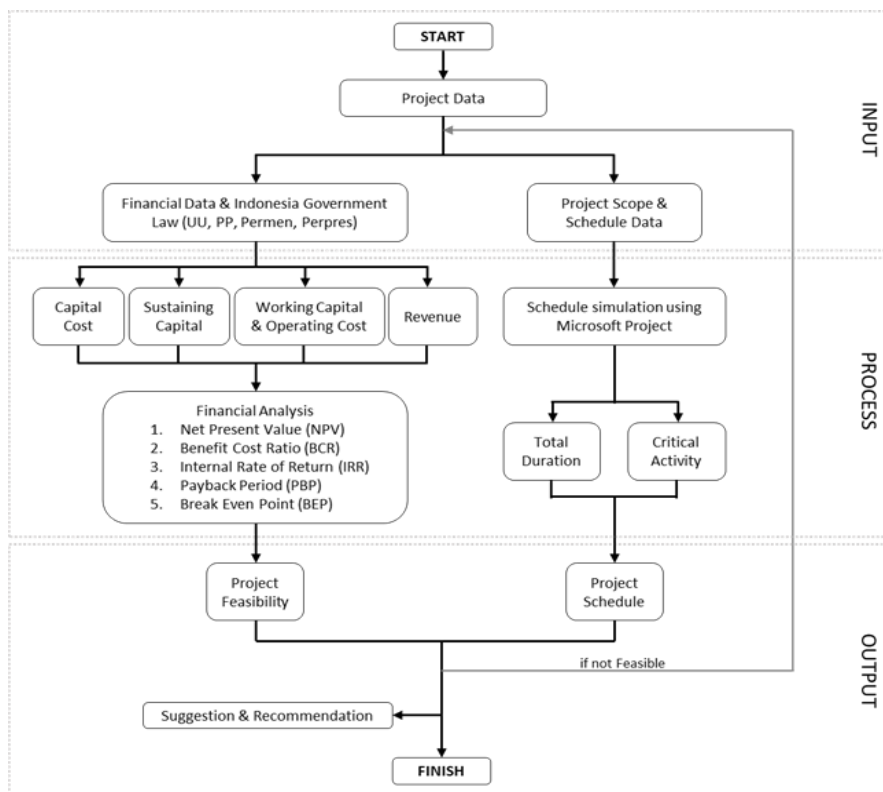 START
Project Data
INPUT
Financial Data & Indonesia Government
Law (UU, PP, Permen, Perpres)
Project Scope &
Schedule Data
Capital
Cost
Sustaining
Capital
Working Capital
& Operating Cost
Revenue
Schedule simulation using
Microsoft Project
PROCESS
Financial Analysis
1. Net Present Value (NPV)
2. Benefit Cost Ratio (BCR)
3. Internal Rate of Return (IRR)
4. Payback Period (PBP)
5. Break Even Point (BEP)
Total
Duration
Critical
Activity
Project
Feasibility
Project
Schedule
OUTPUT
if not Feasible
Suggestion & Recommendation
FINISH